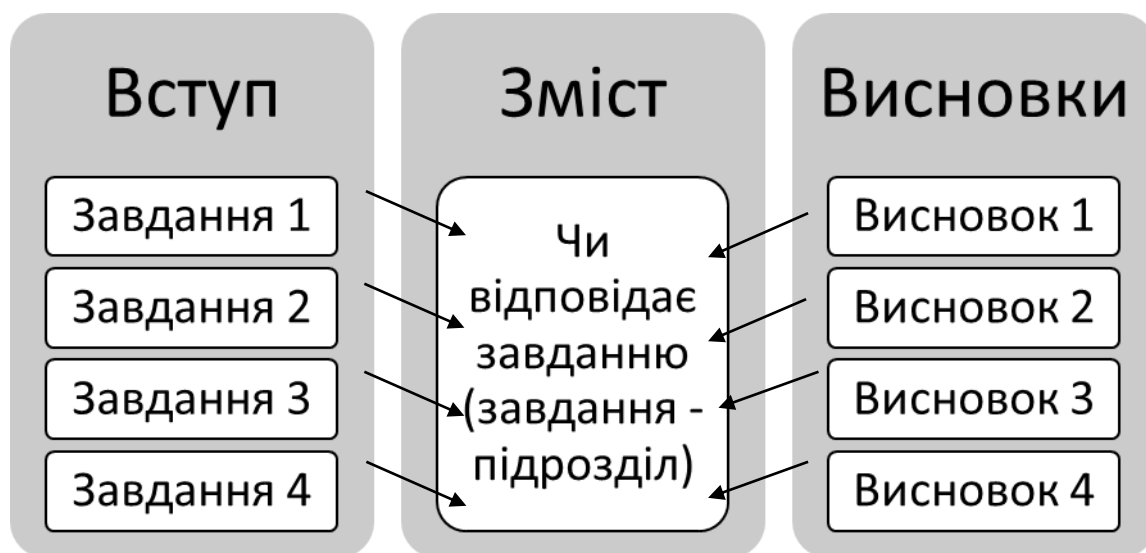 Вступ
Завдання 1
Завдання 2
Завдання 3
Завдання 4
Зміст
Чи
відповідає
завданню
(завдання -
підрозділ)
Висновки
Висновок 1
Висновок 2
Висновок 3
Висновок 4